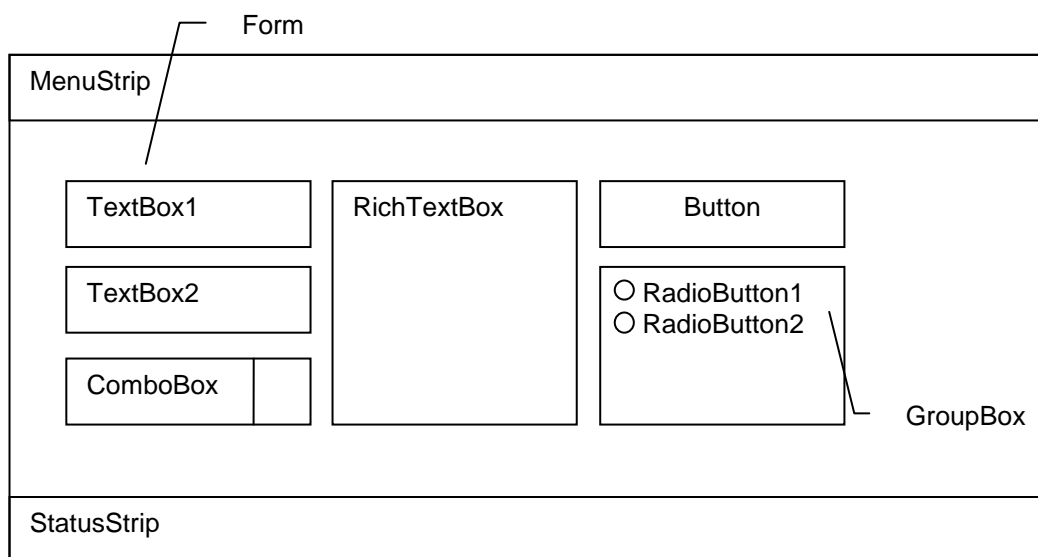 Form
MenuStrip
TextBox1
RichTextBox
Button
TextBox2
RadioButton1
RadioButton2
ComboBox
GroupBox
StatusStrip